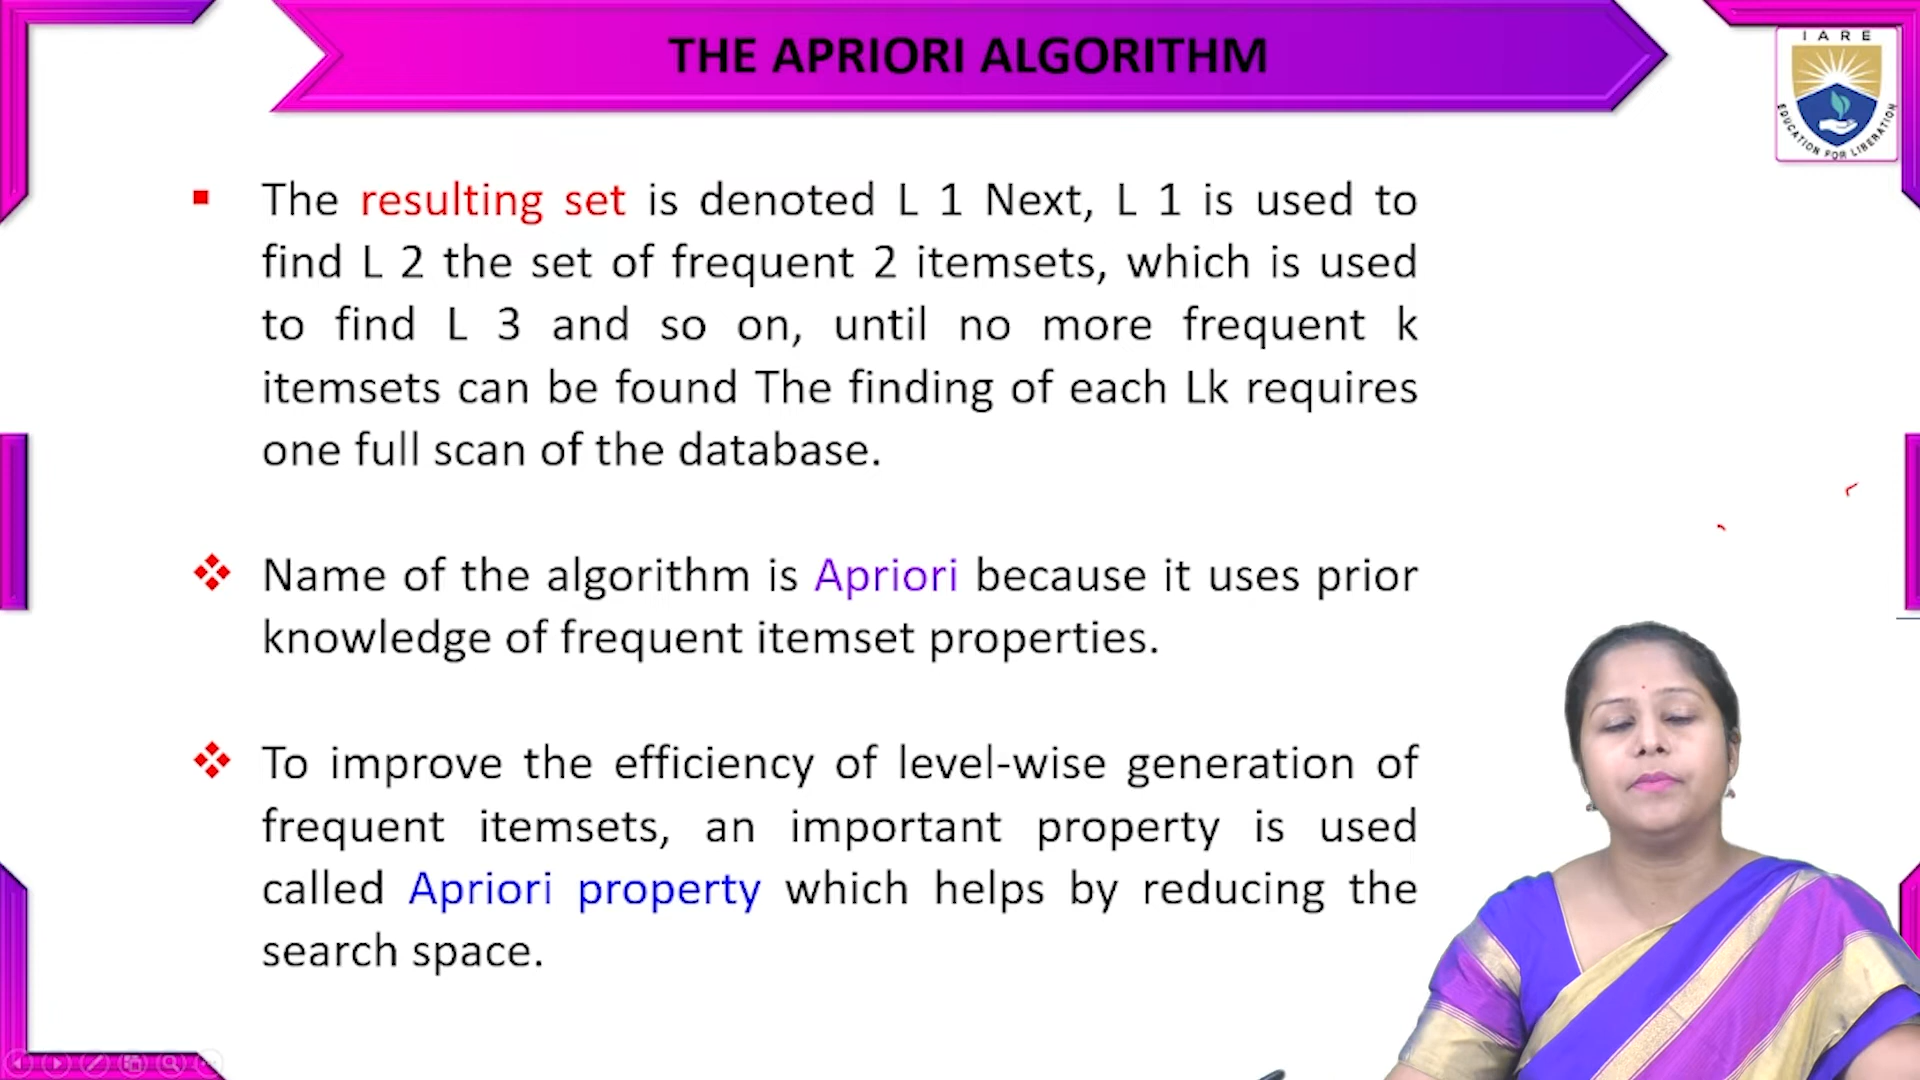 THE APRIORI ALGORITHM
IARE
EDUCATION FOR LIBERATION
The resulting set is denoted L 1 Next, L 1 is used to
find L 2 the set of frequent 2 itemsets, which is used
to find L 3 and so on, until no more frequent k
itemsets can be found The finding of each Lk requires
one full scan of the database.
Name of the algorithm is Apriori because it uses prior
knowledge of frequent itemset properties.
To improve the efficiency of level-wise generation of
frequent itemsets, an important property is used
called Apriori property which helps by reducing the
search space.